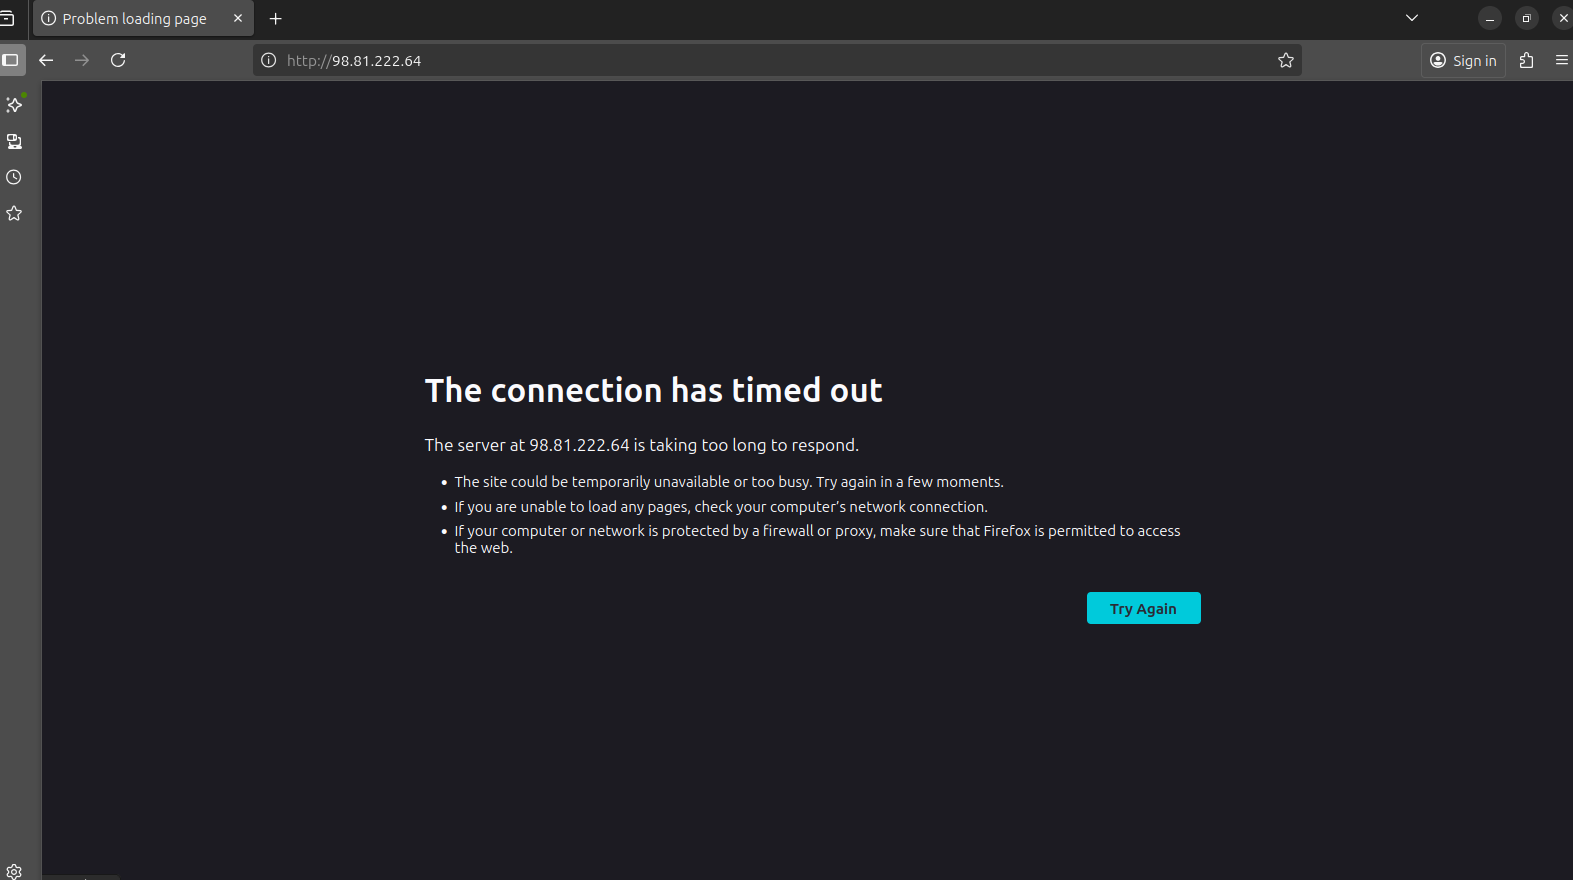 Problem loading page
http://98.81.222.64
Sign in
The connection has timed out
The server at 98.81.222.64 is taking too long to respond.
• The site could be temporarily unavailable or too busy. Try again in a few moments.
• If you are unable to load any pages, check your computer’s network connection.
• If your computer or network is protected by a firewall or proxy, make sure that Firefox is permitted to access
the web.
Try Again